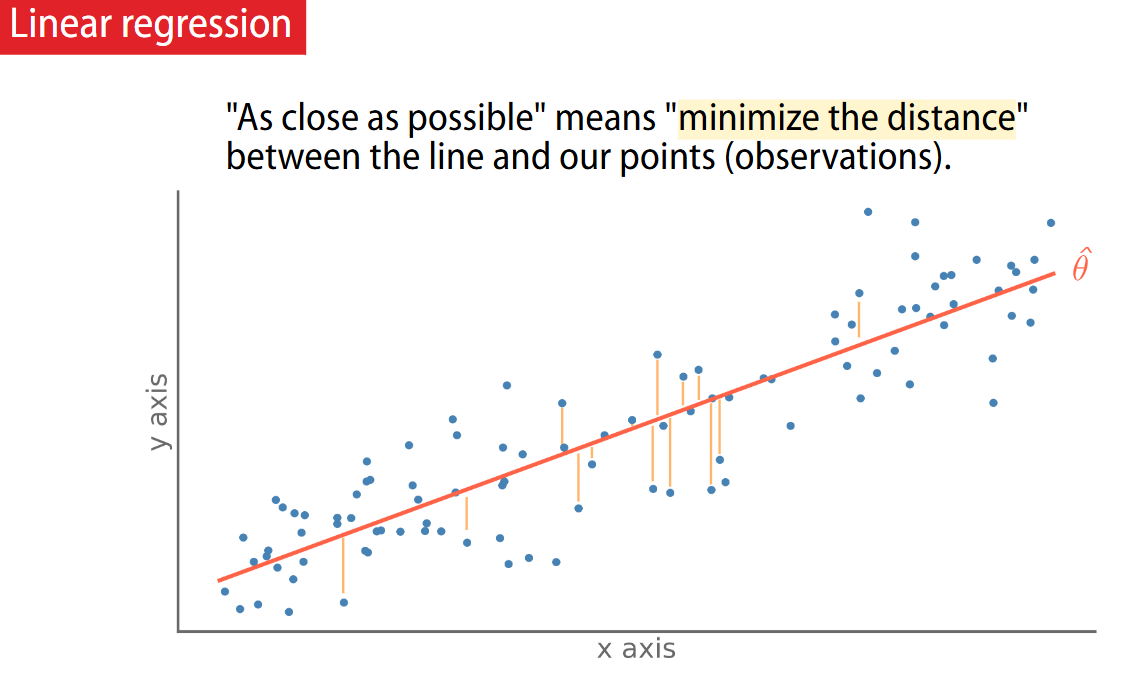 Linear regression
"As close as possible" means "minimize the distance"
between the line and our points (observations).
θ̂
y axis
x axis